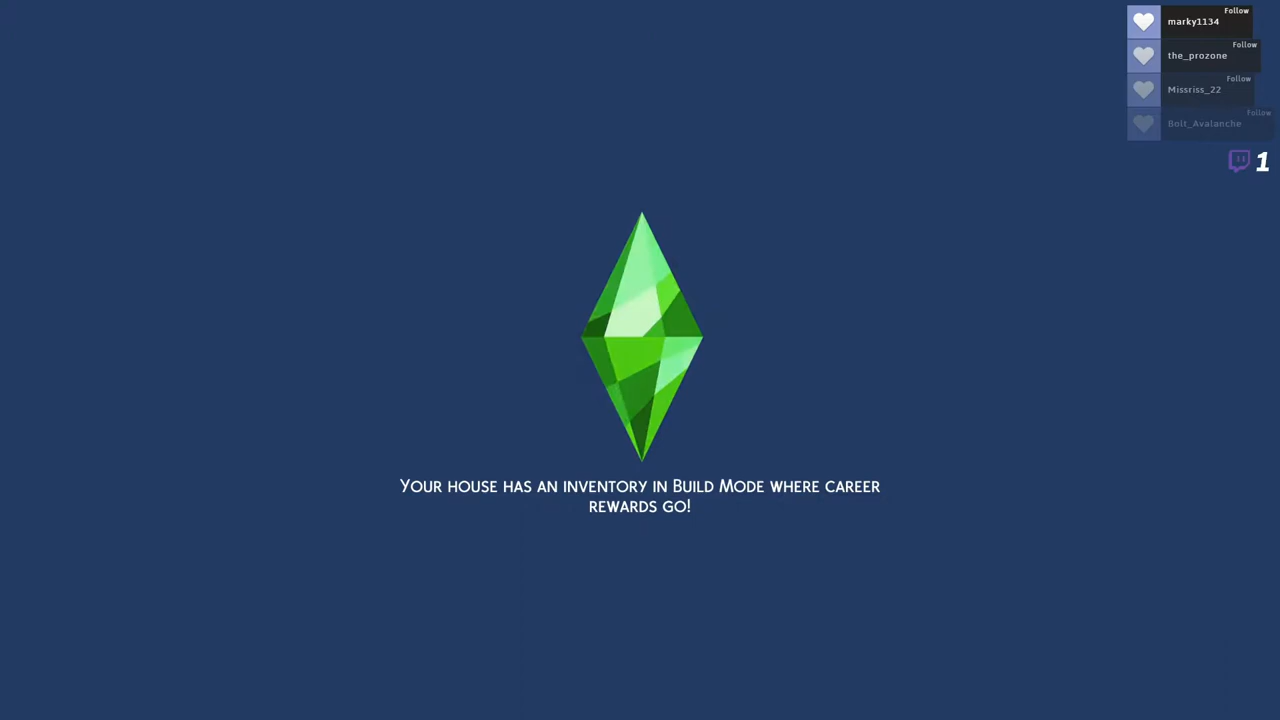 Follow
marky1134
Follow
the_prozone
Follow
Missriss_22
Follow
Bolt_Avalanche
1
YOUR HOUSE HAS AN INVENTORY IN BUILD MODE WHERE CAREER
REWARDS GO!